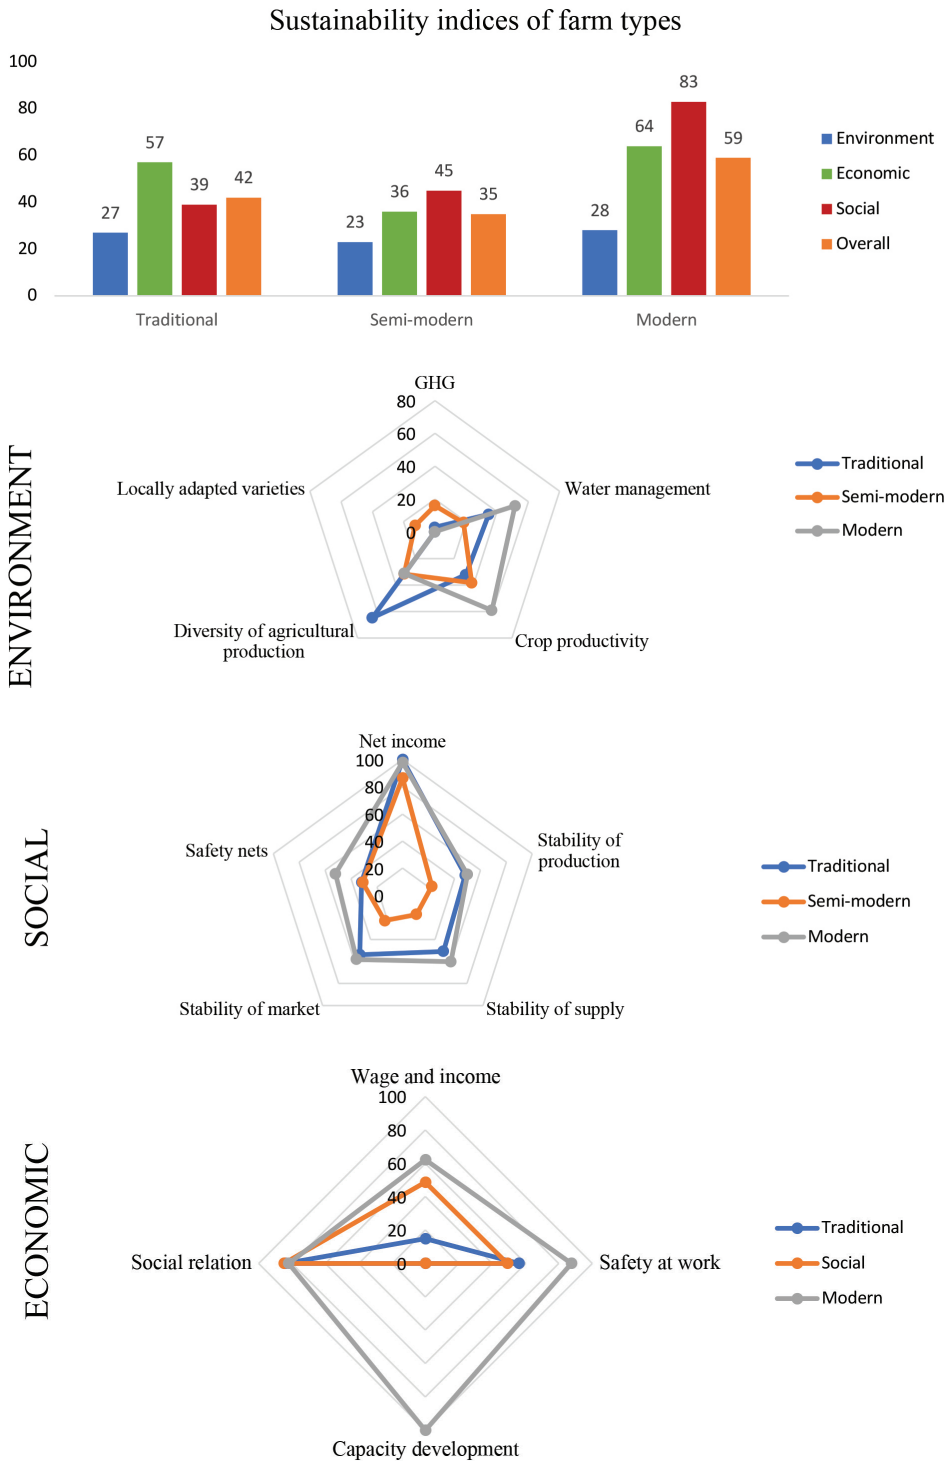 Sustainability indices of farm types
100
80
60
40
20
0
27
57
39
42
23
36
45
35
28
64
83
59
Traditional
Semi-modern
Modern
Environment
Economic
Social
Overall
ENVIRONMENT
GHG
80
60
40
20
0
Locally adapted varieties
Water management
Diversity of agricultural
production
Crop productivity
Traditional
Semi-modern
Modern
SOCIAL
Net income
100
80
60
40
20
0
Safety nets
Stability of
production
Stability of market
Stability of supply
Traditional
Semi-modern
Modern
ECONOMIC
Wage and income
100
80
60
40
20
0
Social relation
Safety at work
Capacity development
Traditional
Social
Modern